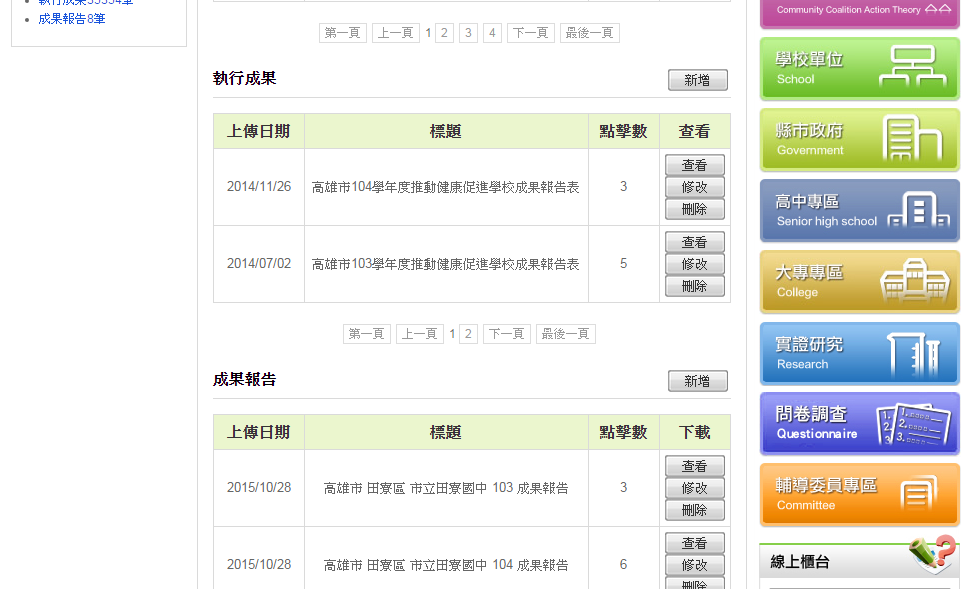 成果報告8筆
第一頁 上一頁 1 2 3 4 下一頁 最後一頁
執行成果 新增
上傳日期 標題 點擊數 查看
2014/11/26 高雄市104學年度推動健康促進學校成果報告表 3 查看
修改
刪除
2014/07/02 高雄市103學年度推動健康促進學校成果報告表 5 查看
修改
刪除
第一頁 上一頁 1 2 下一頁 最後一頁
成果報告 新增
上傳日期 標題 點擊數 下載
2015/10/28 高雄市 田寮區 市立田寮國中 103 成果報告 3 查看
修改
刪除
2015/10/28 高雄市 田寮區 市立田寮國中 104 成果報告 6 查看
修改
刪除
Community Coalition Action Theory
學校單位
School
縣市政府
Government
高中專區
Senior high school
大專專區
College
實證研究
Research
問卷調查
Questionnaire
1.
2.
3.
1.
2.
3.
輔導委員專區
Committee
線上櫃台